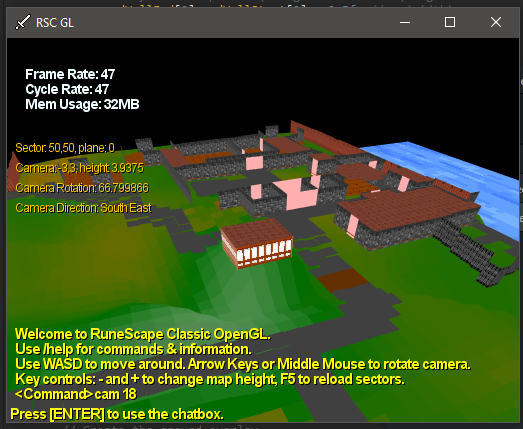 RSC GL
Frame Rate: 47
Cycle Rate: 47
Mem Usage: 32MB
Sector: 50,50, plane: 0
Camera: -3,3, height: 3.9375
Camera Rotation: 66.799866
Camera Direction: South East
Welcome to RuneScape Classic OpenGL.
Use /help for commands & information.
Use WASD to move around. Arrow Keys or Middle Mouse to rotate camera.
Key controls: - and + to change map height, F5 to reload sectors.
<Command> cam 18
Press [ENTER] to use the chatbox.